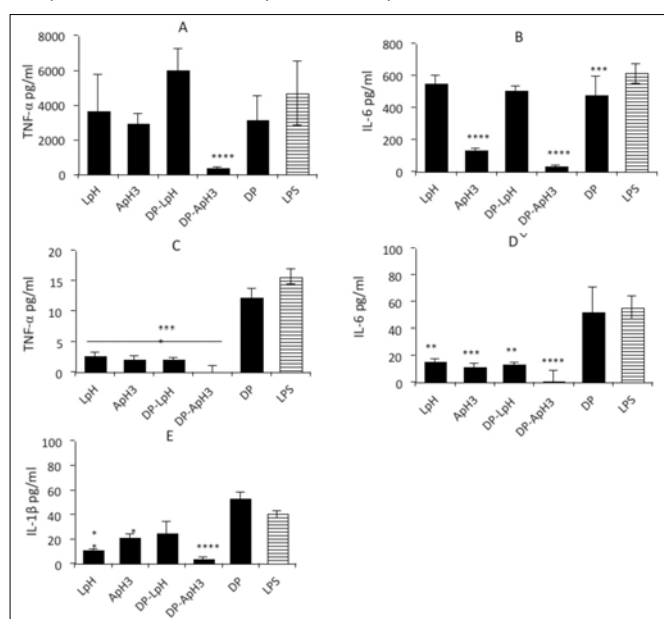 A
TNF-α pg/ml
8000
6000
4000
2000
0
****
LpH
ApH3
DP-LpH
DP-ApH3
DP
LPS
B
IL-6 pg/ml
800
600
400
200
0
****
****
***
LpH
ApH3
DP-LpH
DP-ApH3
DP
LPS
C
TNF-α pg/ml
20
15
10
5
0
***
*
LpH
ApH3
DP-LpH
DP-ApH3
DP
LPS
D
IL-6 pg/ml
100
80
60
40
20
0
**
***
**
****
LpH
ApH3
DP-LpH
DP-ApH3
DP
LPS
E
IL-1β pg/ml
100
80
60
40
20
0
*
*
*
****
LpH
ApH3
DP-LpH
DP-ApH3
DP
LPS